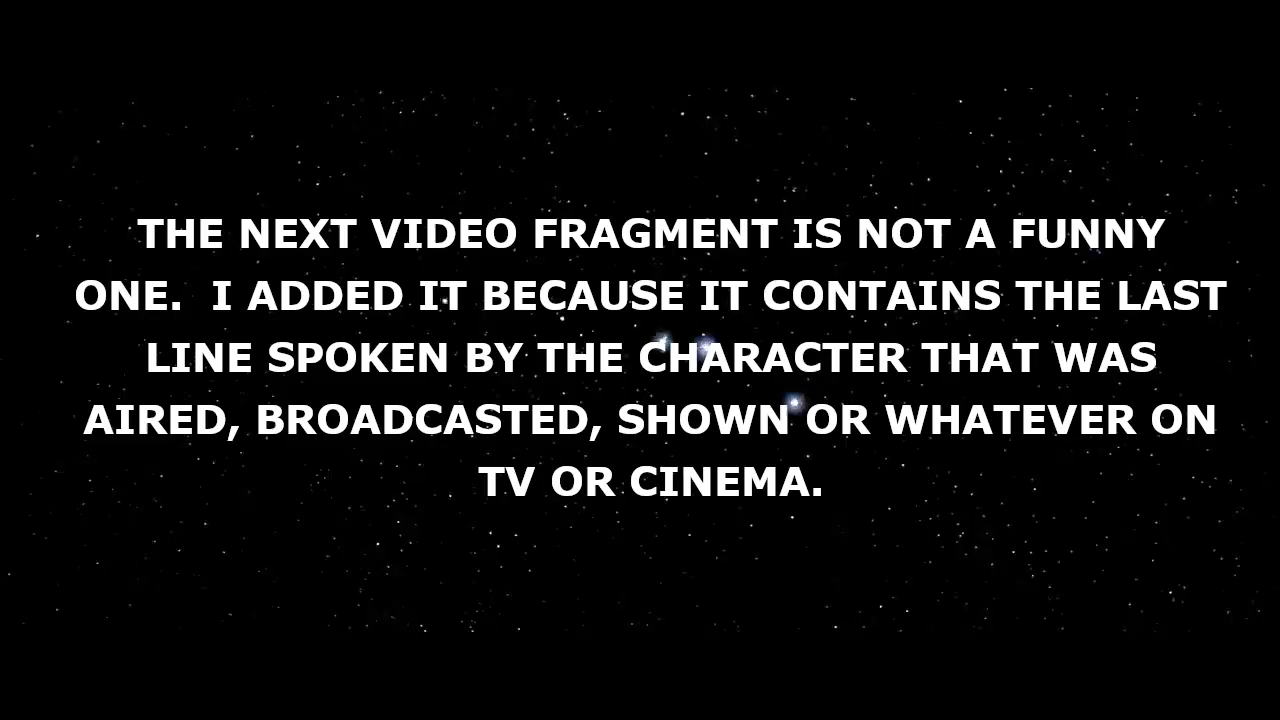 THE NEXT VIDEO FRAGMENT IS NOT A FUNNY
ONE.  I ADDED IT BECAUSE IT CONTAINS THE LAST
LINE SPOKEN BY THE CHARACTER THAT WAS
AIRED, BROADCASTED, SHOWN OR WHATEVER ON
TV OR CINEMA.